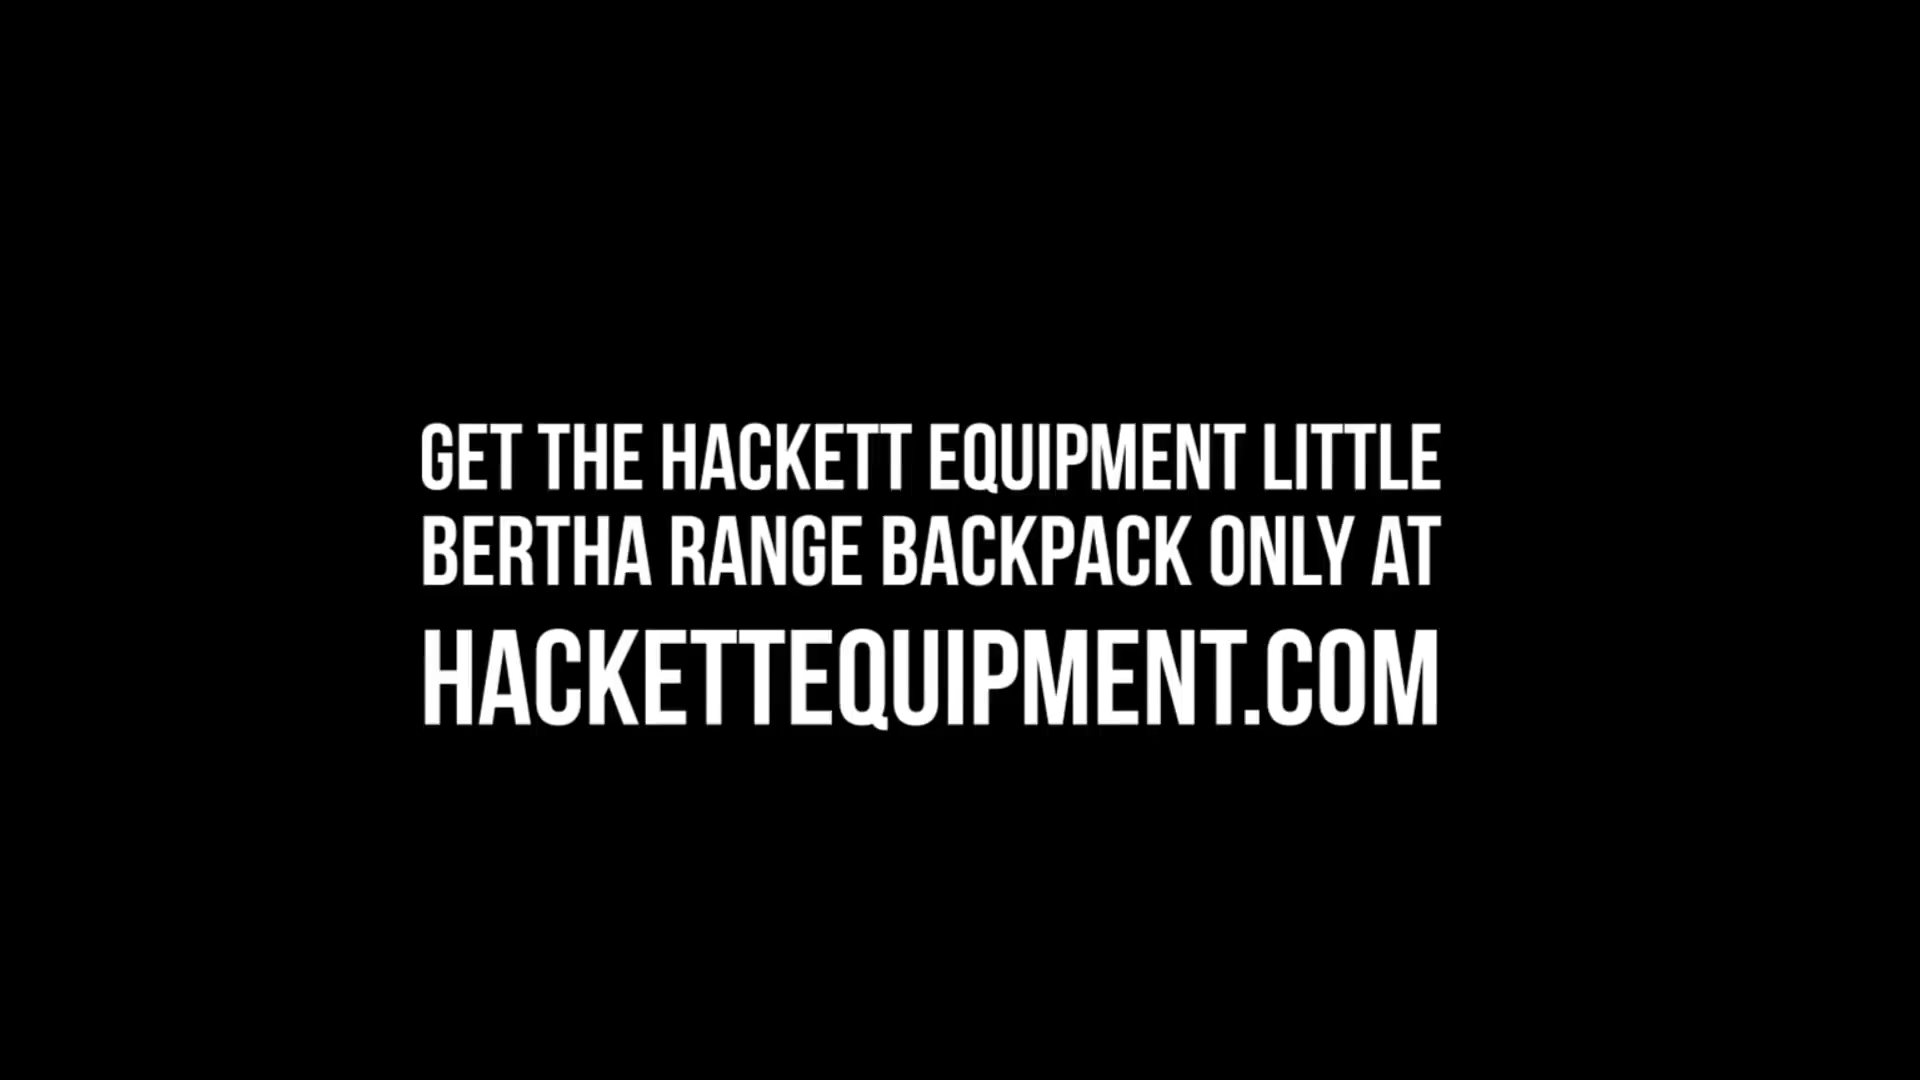 GET THE HACKETT EQUIPMENT LITTLE
BERTHA RANGE BACKPACK ONLY AT
HACKETTEQUIPMENT.COM